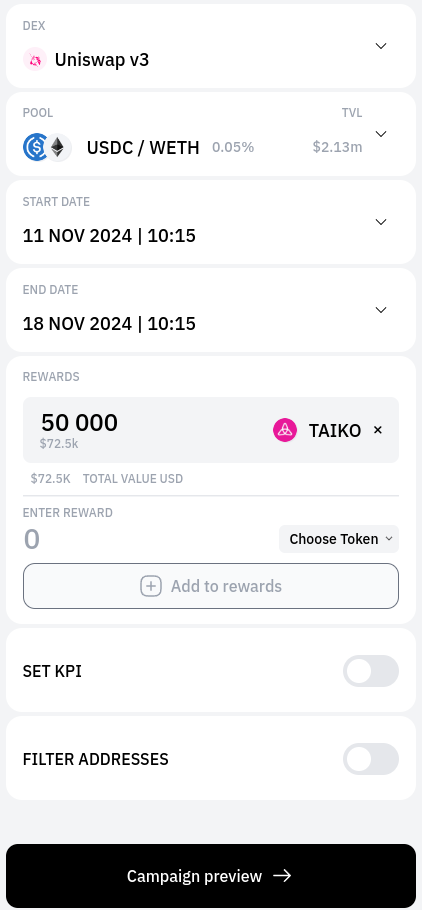 DEX
Uniswap v3
POOL TVL
USDC / WETH 0.05% $2.13m
START DATE
11 NOV 2024 | 10:15
END DATE
18 NOV 2024 | 10:15
REWARDS
50 000
$72.5k
TAIKO ×
$72.5K TOTAL VALUE USD
ENTER REWARD
0
Choose Token
Add to rewards
SET KPI
FILTER ADDRESSES
Campaign preview →